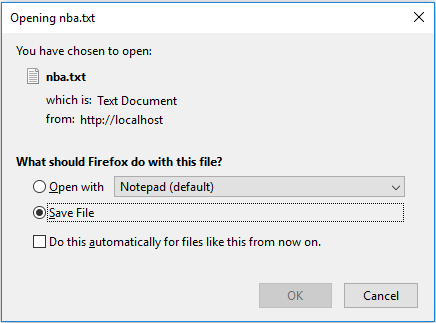 Opening nba.txt
You have chosen to open:
nba.txt
which is: Text Document
from: http://localhost
What should Firefox do with this file?
Open with Notepad (default)
Save File
Do this automatically for files like this from now on.
OK Cancel